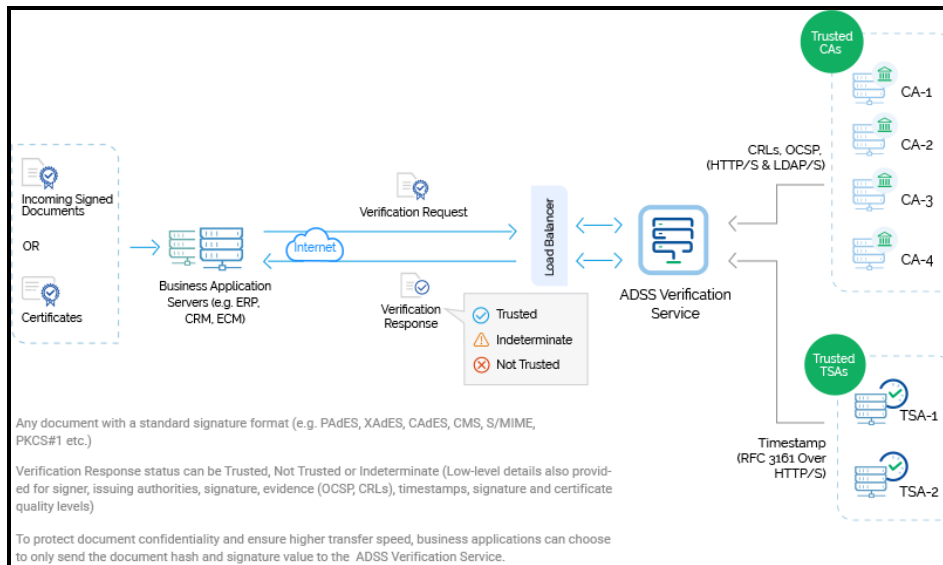 Trusted
CAs
CA-1
CA-2
CA-3
CA-4
CRLs, OCSP,
(HTTP/S & LDAP/S)
Incoming Signed
Documents
OR
Certificates
Business Application
Servers (e.g. ERP,
CRM, ECM)
Internet
Verification Request
Verification
Response
Trusted
Indeterminate
Not Trusted
Load Balancer
ADSS Verification
Service
Trusted
TSAs
TSA-1
TSA-2
Timestamp
(RFC 3161 Over
HTTP/S)
Any document with a standard signature format (e.g. PAdES, XAdES, CAdES, CMS, S/MIME,
PKCS#1 etc.)
Verification Response status can be Trusted, Not Trusted or Indeterminate (Low-level details also provid-
ed for signer, issuing authorities, signature, evidence (OCSP, CRLs), timestamps, signature and certificate
quality levels)
To protect document confidentiality and ensure higher transfer speed, business applications can choose
to only send the document hash and signature value to the ADSS Verification Service.